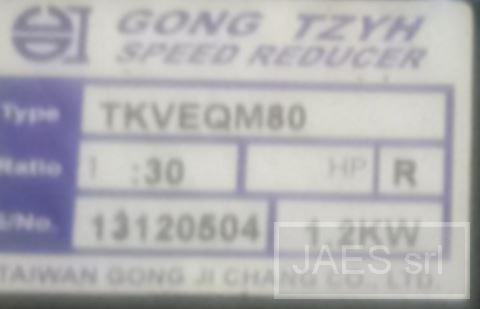 GONG TZYH
SPEED REDUCER
Type TKVEQM80
Ratio 1 :30 HP R
S/No. 13120504 1.2KW
JAES srl
TAIWAN GONG JI CHANG CO., LTD.